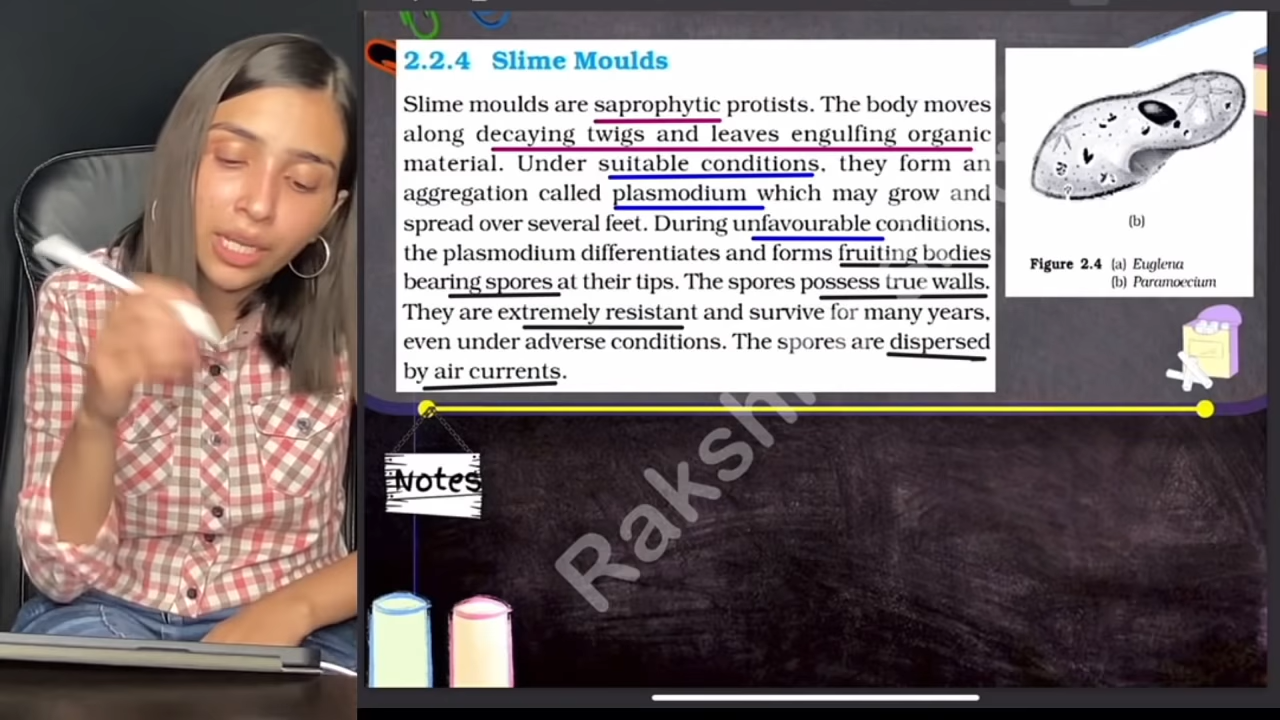 2.2.4 Slime Moulds
Slime moulds are saprophytic protists. The body moves
along decaying twigs and leaves engulfing organic
material. Under suitable conditions, they form an
aggregation called plasmodium which may grow and
spread over several feet. During unfavourable conditions,
the plasmodium differentiates and forms fruiting bodies
bearing spores at their tips. The spores possess true walls.
They are extremely resistant and survive for many years,
even under adverse conditions. The spores are dispersed
by air currents.
(b)
Figure 2.4 (a) Euglena
(b) Paramoecium
Notes